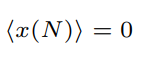 ⟨x(N)⟩ = 0